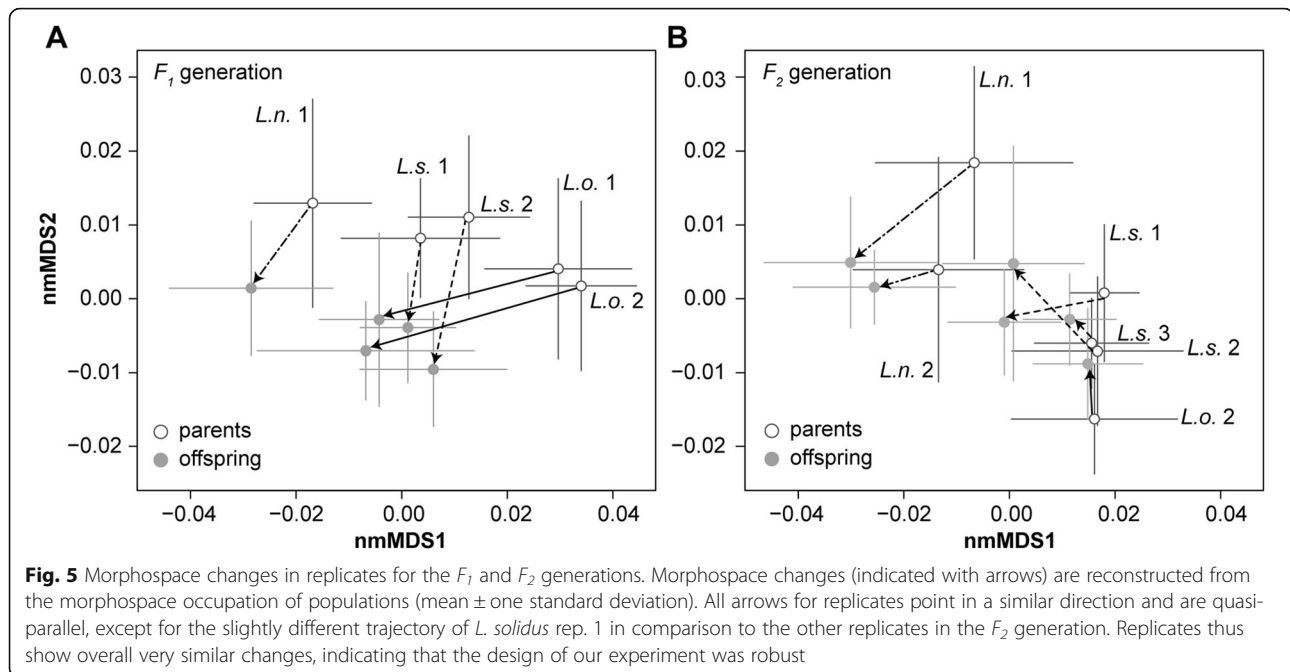 A
F1 generation
L.n. 1
L.s. 1
L.s. 2
L.o. 1
L.o. 2
parents
offspring
nmMDS2
0.03
0.02
0.01
0.00
−0.01
−0.02
−0.04
−0.02
0.00
0.02
0.04
nmMDS1
B
F2 generation
L.n. 1
L.s. 1
L.s. 3
L.s. 2
L.n. 2
L.o. 2
parents
offspring
0.03
0.02
0.01
0.00
−0.01
−0.02
−0.04
−0.02
0.00
0.02
0.04
nmMDS1
Fig. 5 Morphospace changes in replicates for the F1 and F2 generations. Morphospace changes (indicated with arrows) are reconstructed from
the morphospace occupation of populations (mean ± one standard deviation). All arrows for replicates point in a similar direction and are quasi-
parallel, except for the slightly different trajectory of L. solidus rep. 1 in comparison to the other replicates in the F2 generation. Replicates thus
show overall very similar changes, indicating that the design of our experiment was robust